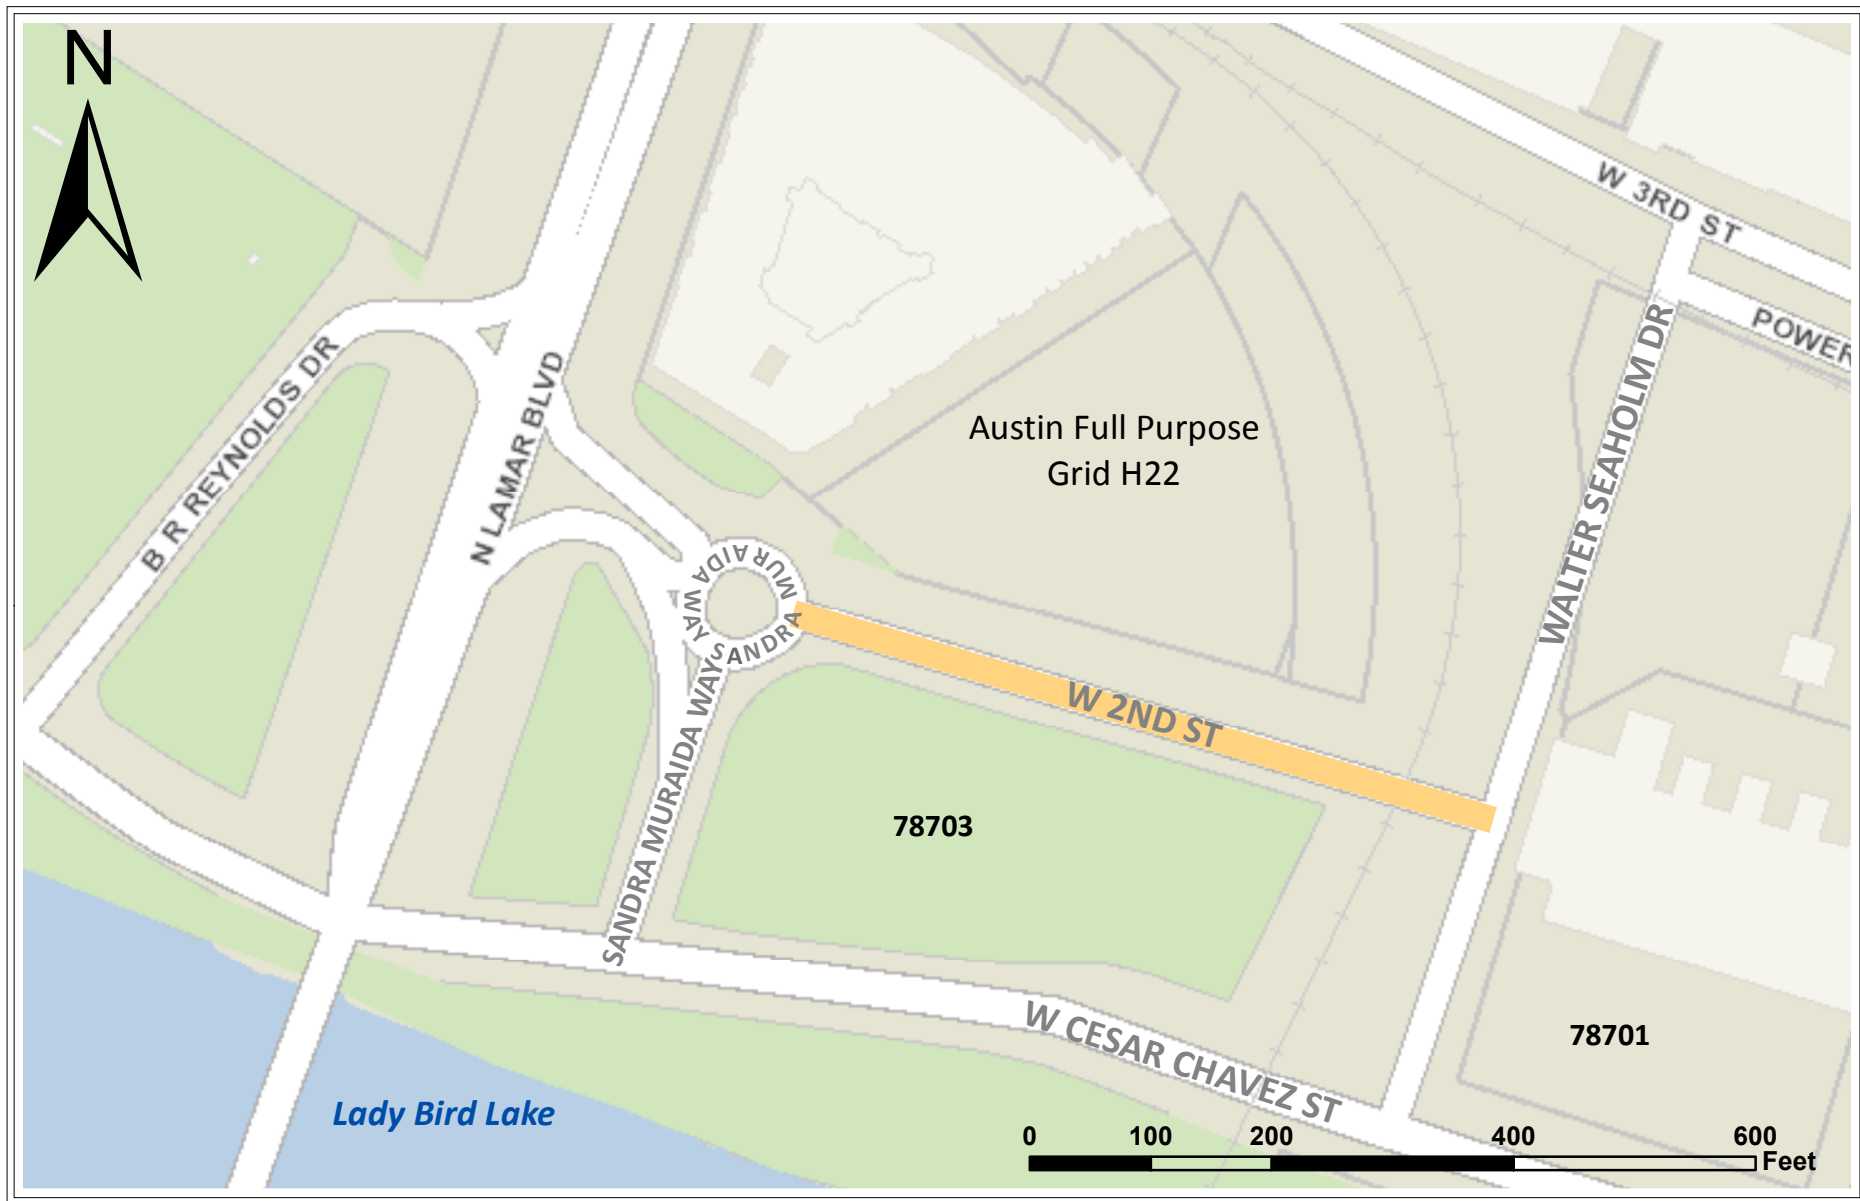 N
W 3RD ST
POWER
B R REYNOLDS DR
N LAMAR BLVD
WALTER SEAHOLM DR
Austin Full Purpose
Grid H22
SANDRA MURAIDA WAY
SANDRA MURAIDA WAY
W 2ND ST
78703
W CESAR CHAVEZ ST
78701
Lady Bird Lake
0 100 200 400 600
Feet